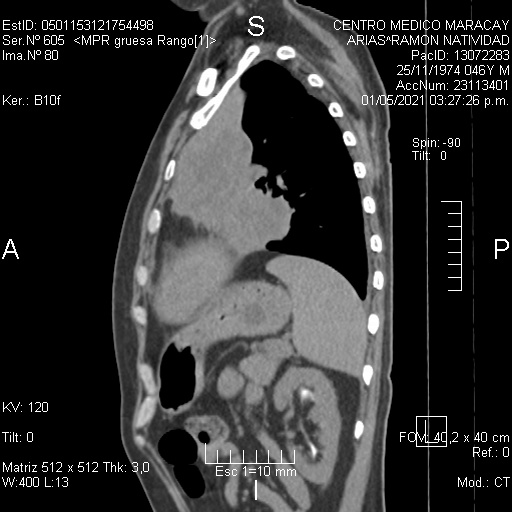 EstID: 0501153121754498
Ser.Nº 605 <MPR gruesa Rango[1]>
Ima.Nº 80
Ker.: B10f
S
CENTRO MEDICO MARACAY
ARIAS^RAMON NATIVIDAD
PacID: 13072283
25/11/1974 046Y M
AccNum: 23113401
01/05/2021 03:27:26 p.m.
Spin: -90
Tilt: 0
A
P
KV: 120
Tilt: 0
Matriz 512 x 512 Thk: 3,0
W:400 L:13
Esc 1=10 mm
I
FOM: 40,2 x 40 cm
Ref.: 0
Mod.: CT